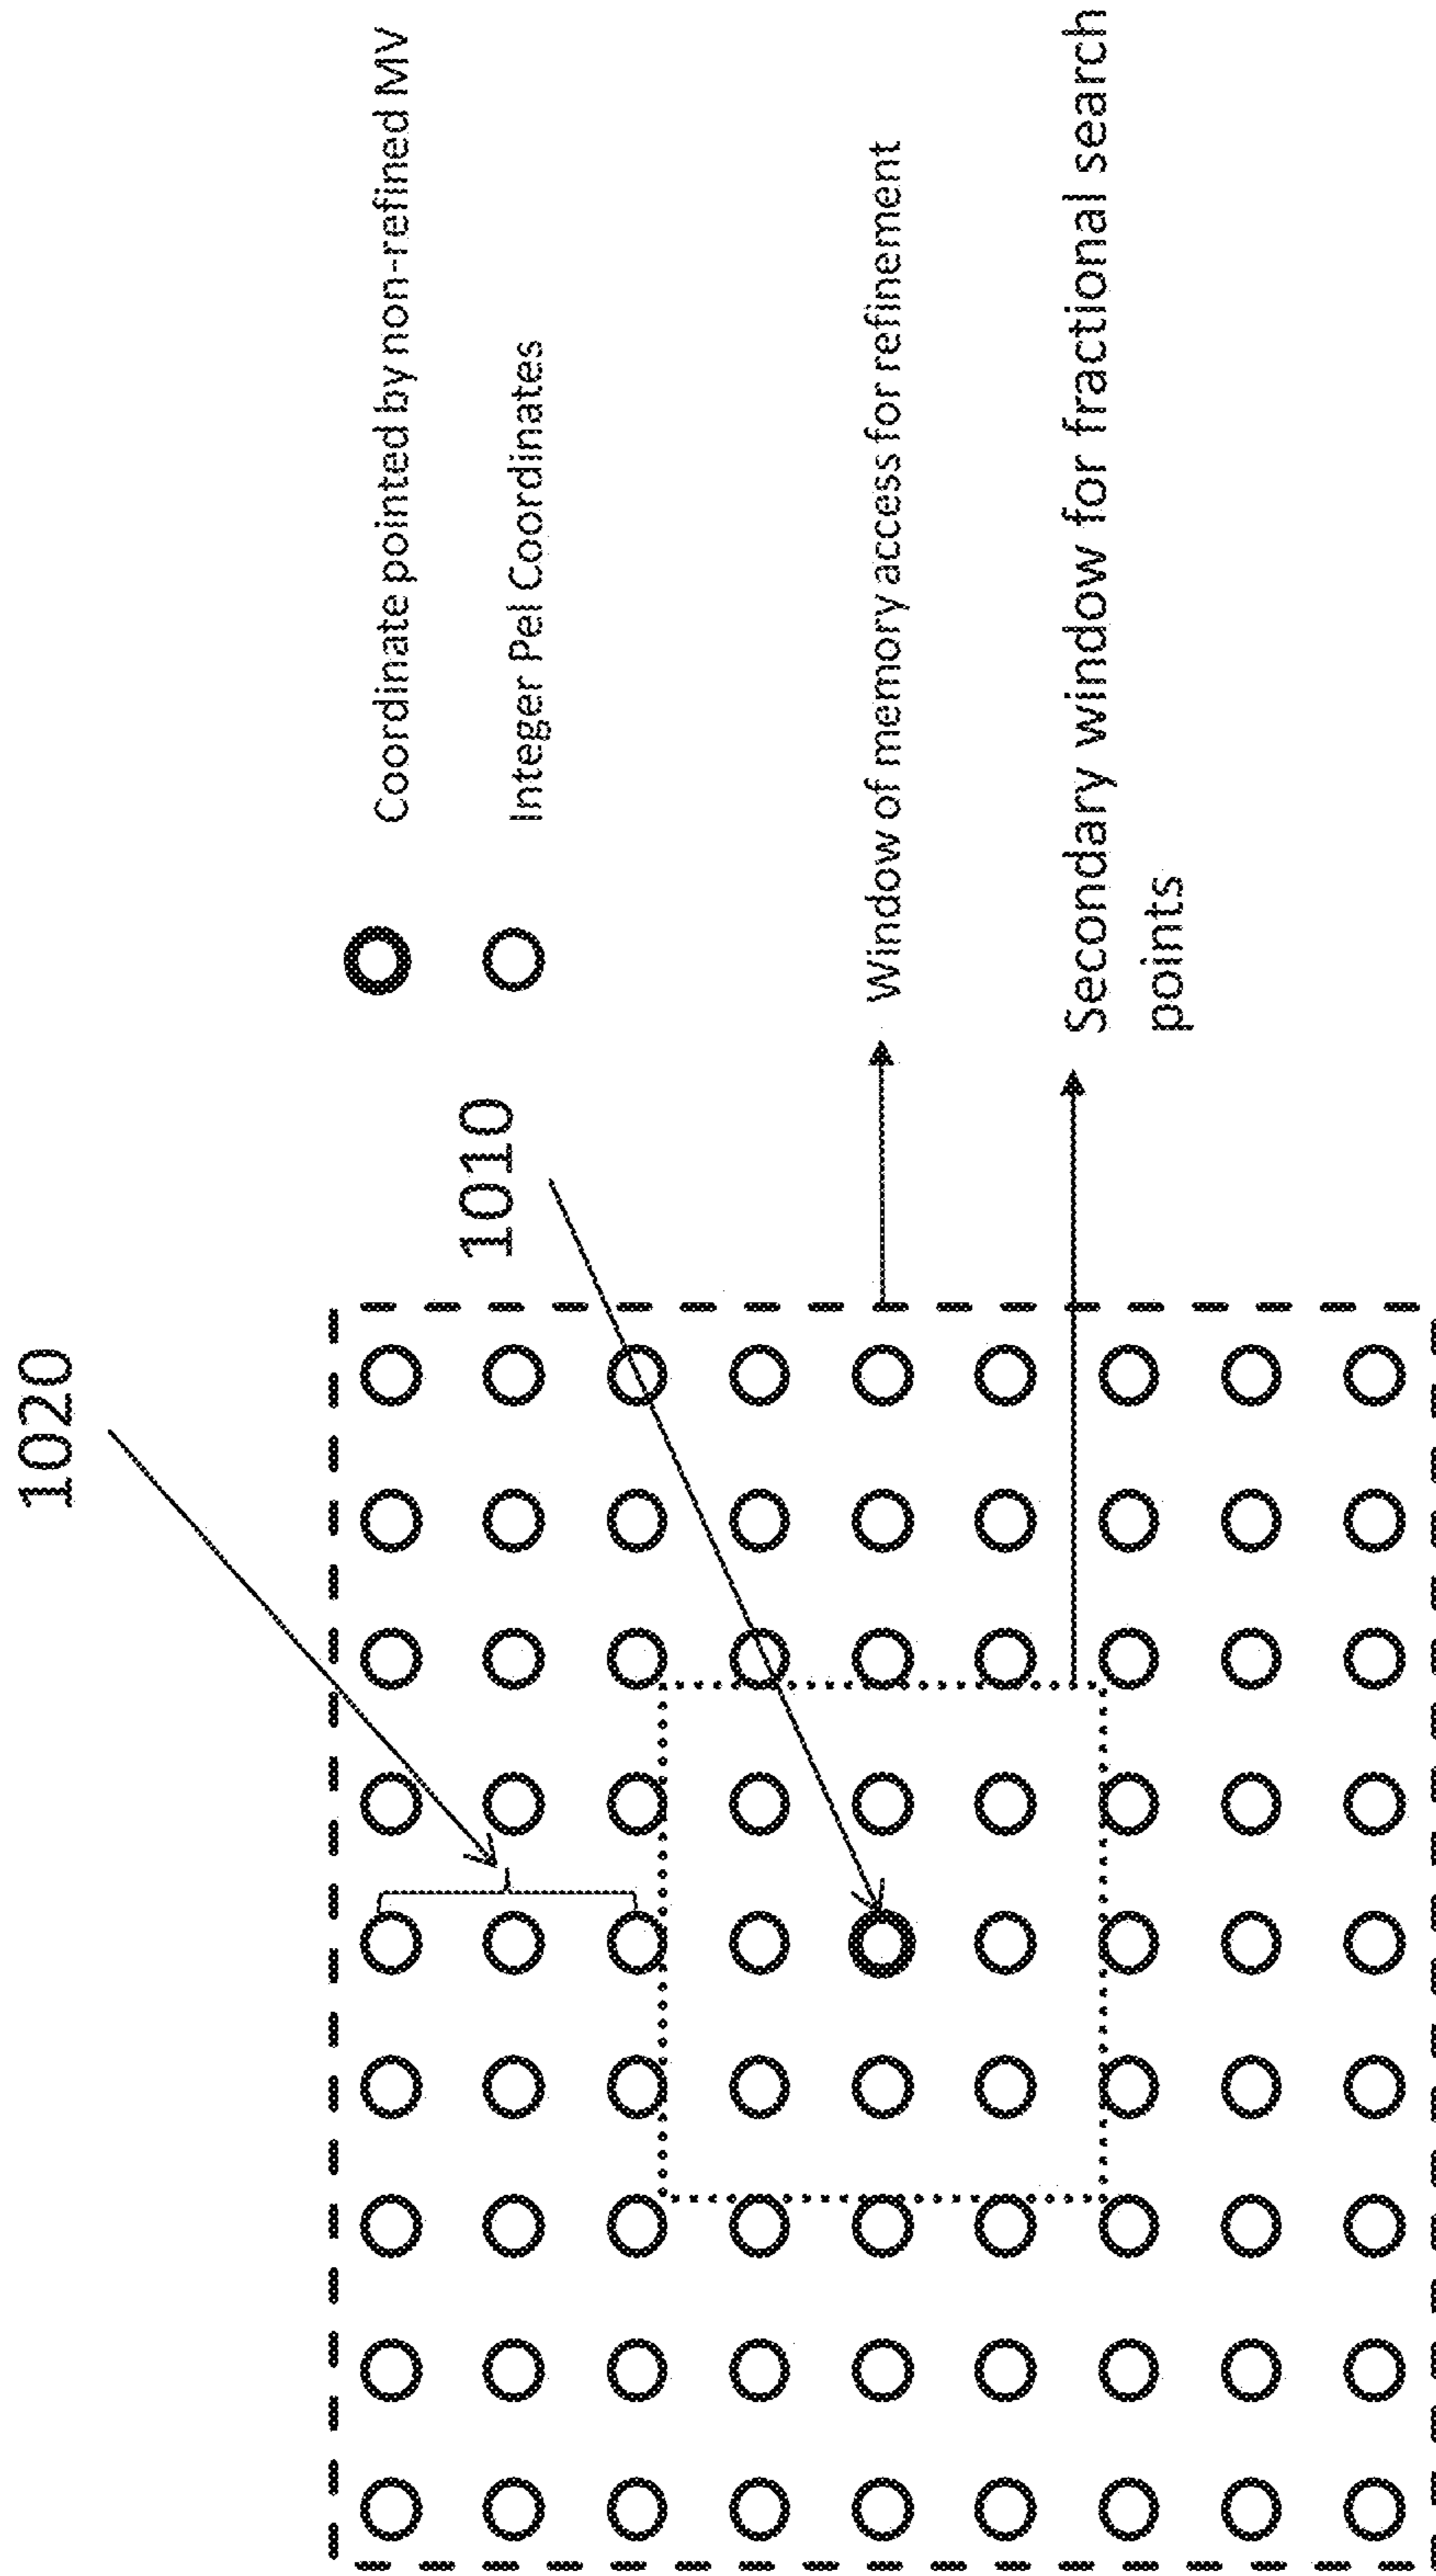 1020
Coordinate pointed by non-refined MV
Integer Pel Coordinates
1010
Window of memory access for refinement
Secondary window for fractional search
points